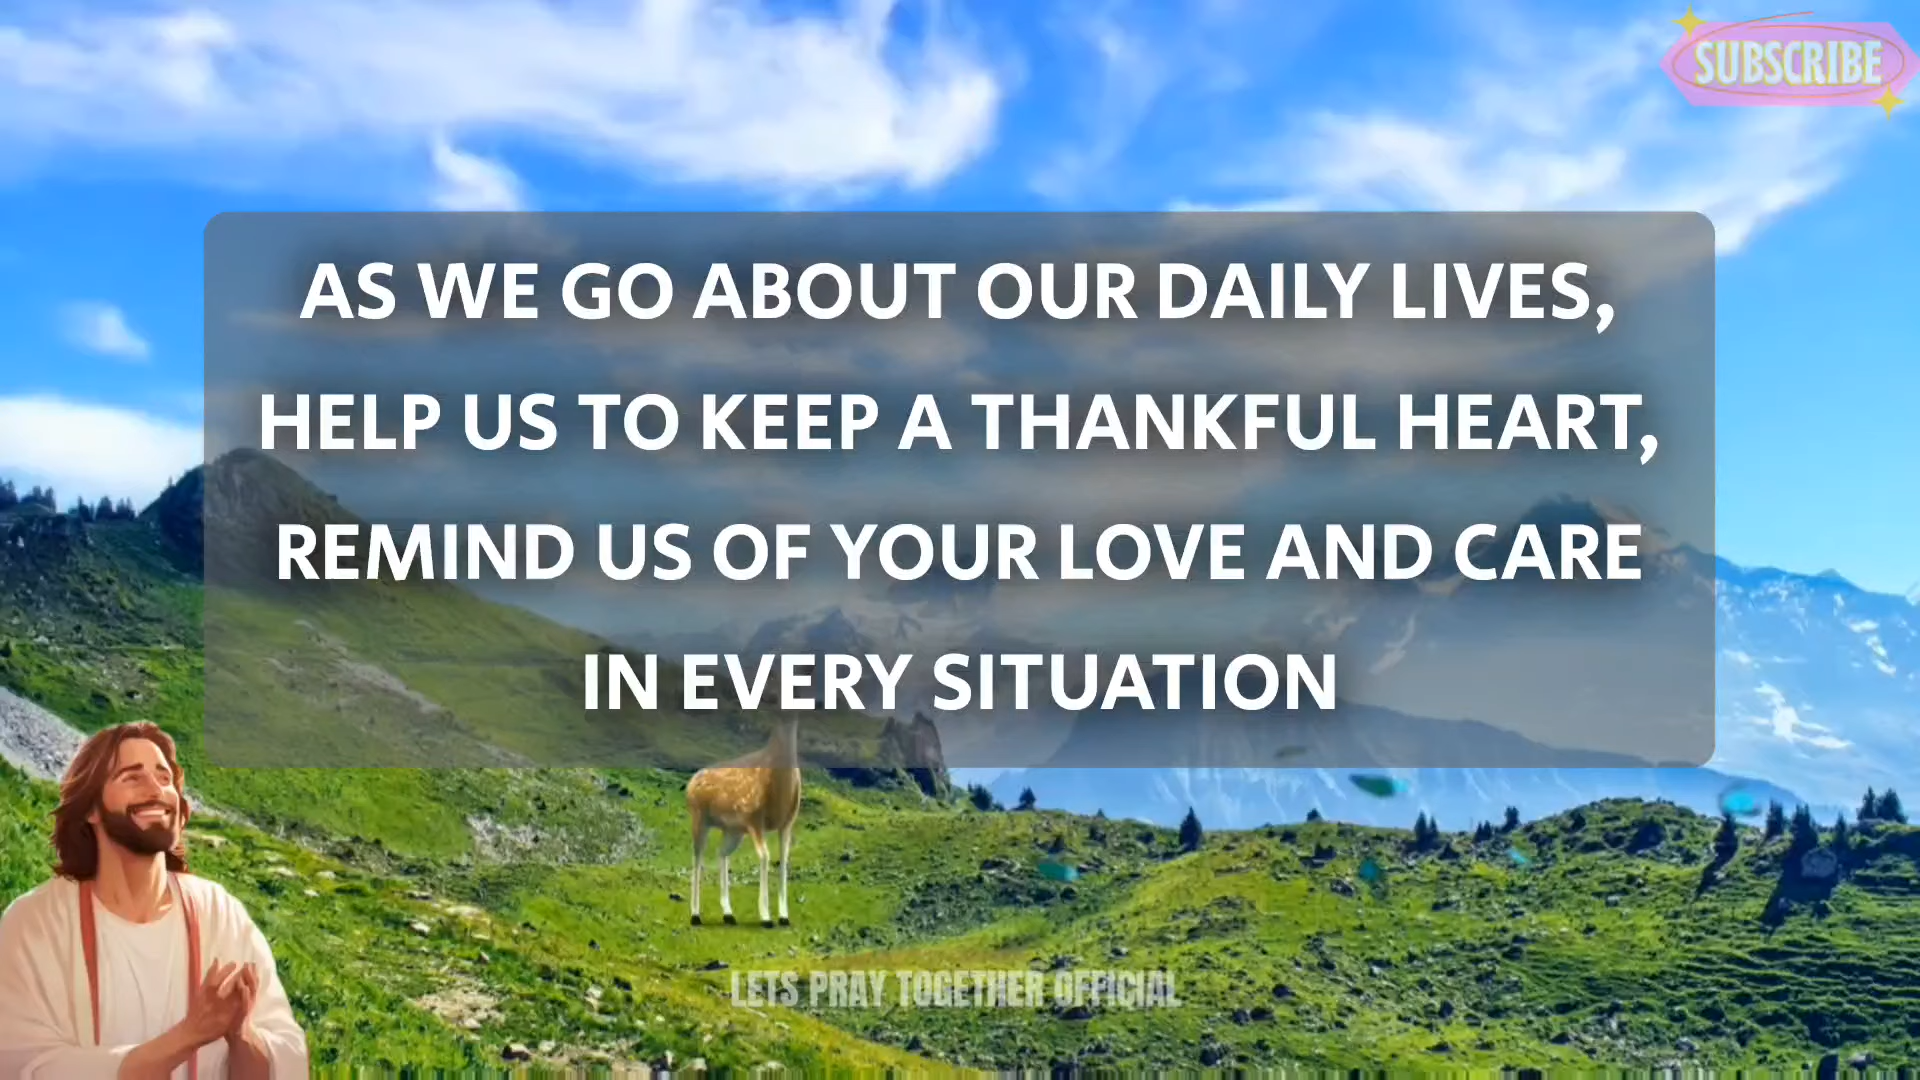 SUBSCRIBE
AS WE GO ABOUT OUR DAILY LIVES,
HELP US TO KEEP A THANKFUL HEART,
REMIND US OF YOUR LOVE AND CARE
IN EVERY SITUATION
LETS PRAY TOGETHER OFFICIAL